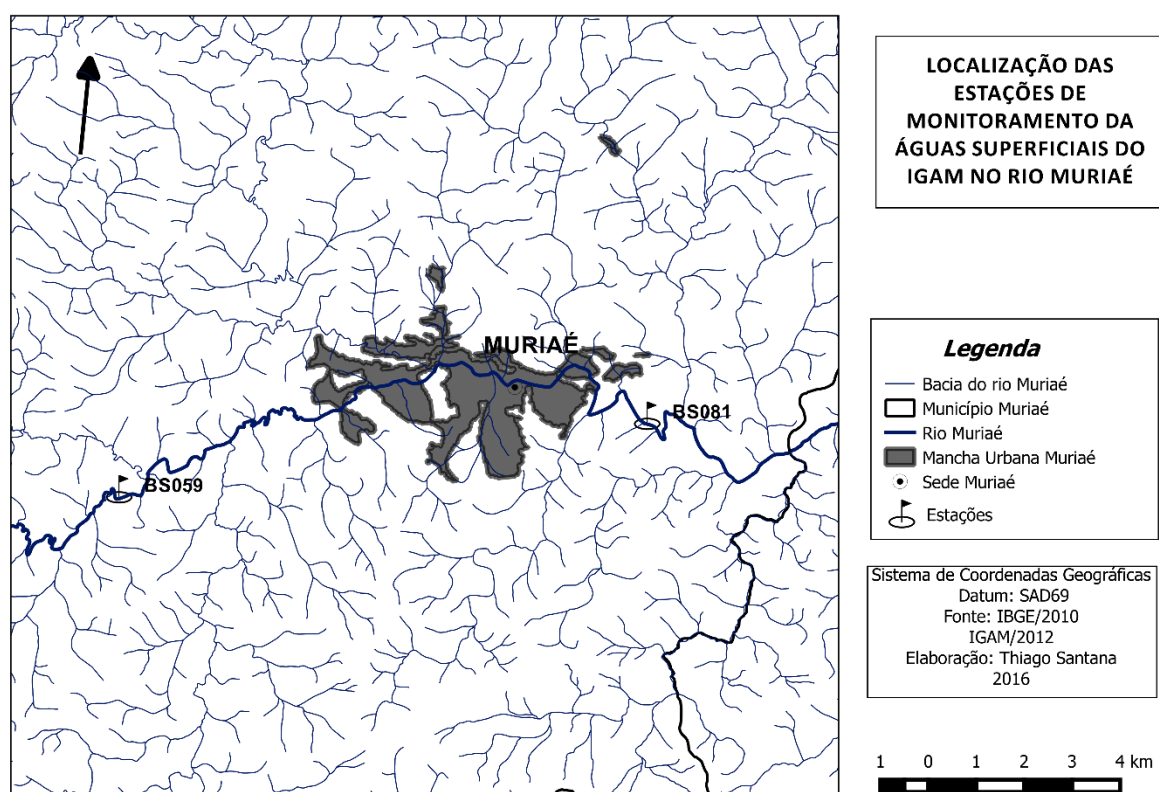 LOCALIZAÇÃO DAS
ESTAÇÕES DE
MONITORAMENTO DA
ÁGUAS SUPERFICIAIS DO
IGAM NO RIO MURIAÉ
MURIAÉ
BS081
BS059
Legenda
Bacia do rio Muriaé
Município Muriaé
Rio Muriaé
Mancha Urbana Muriaé
Sede Muriaé
Estações
Sistema de Coordenadas Geográficas
Datum: SAD69
Fonte: IBGE/2010
IGAM/2012
Elaboração: Thiago Santana
2016
1 0 1 2 3 4 km